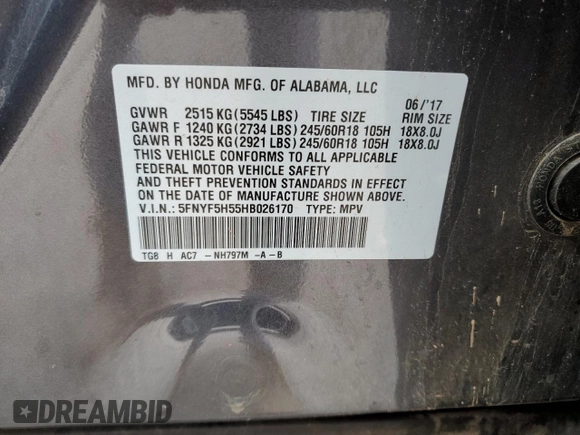 MFD. BY HONDA MFG. OF ALABAMA, LLC
06/'17
GVWR 2515 KG (5545 LBS) TIRE SIZE RIM SIZE
GAWR F 1240 KG (2734 LBS) 245/60R18 105H 18X8.0J
GAWR R 1325 KG (2921 LBS) 245/60R18 105H 18X8.0J
THIS VEHICLE CONFORMS TO ALL APPLICABLE
FEDERAL MOTOR VEHICLE SAFETY
AND THEFT PREVENTION STANDARDS IN EFFECT
ON THE DATE OF MANUFACTURE SHOWN ABOVE.
V.I.N.: 5FNYF5H55HB026170 TYPE: MPV
TG8 H AC7 -NH797M -A-B
DREAMBID